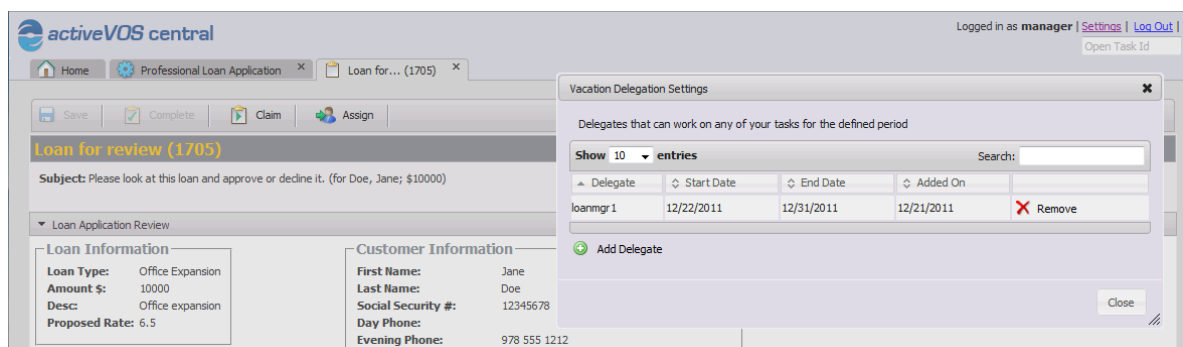 activeVOS central
Logged in as manager | Settings | Log Out |
Open Task Id
Home
Professional Loan Application ×
Loan for... (1705) ×
Save
Complete
Claim
Assign
Loan for review (1705)
Subject: Please look at this loan and approve or decline it. (for Doe, Jane; $10000)
Loan Application Review
Loan Information
Loan Type: Office Expansion
Amount $: 10000
Desc: Office expansion
Proposed Rate: 6.5
Customer Information
First Name: Jane
Last Name: Doe
Social Security #: 12345678
Day Phone:
Evening Phone: 978 555 1212
Vacation Delegation Settings
Delegates that can work on any of your tasks for the defined period
Show 10 entries Search:
Delegate Start Date End Date Added On
loanmgr1 12/22/2011 12/31/2011 12/21/2011 Remove
Add Delegate
Close